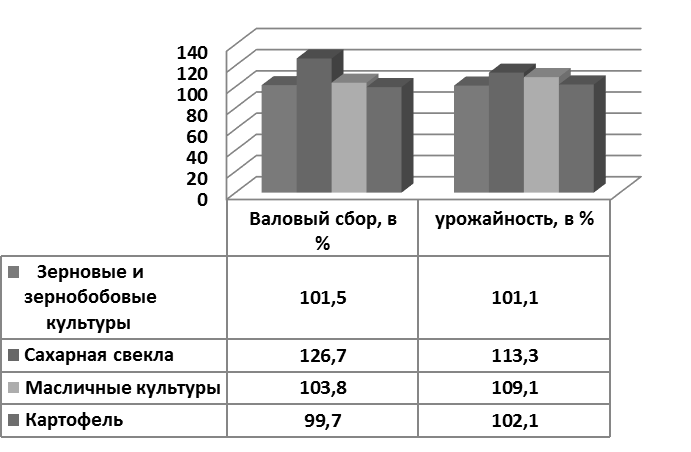 140
120
100
80
60
40
20
0
Валовый сбор, в
%
урожайность, в %
Зерновые и
зернобобовые
культуры
101,5
101,1
Сахарная свекла
126,7
113,3
Масличные культуры
103,8
109,1
Картофель
99,7
102,1